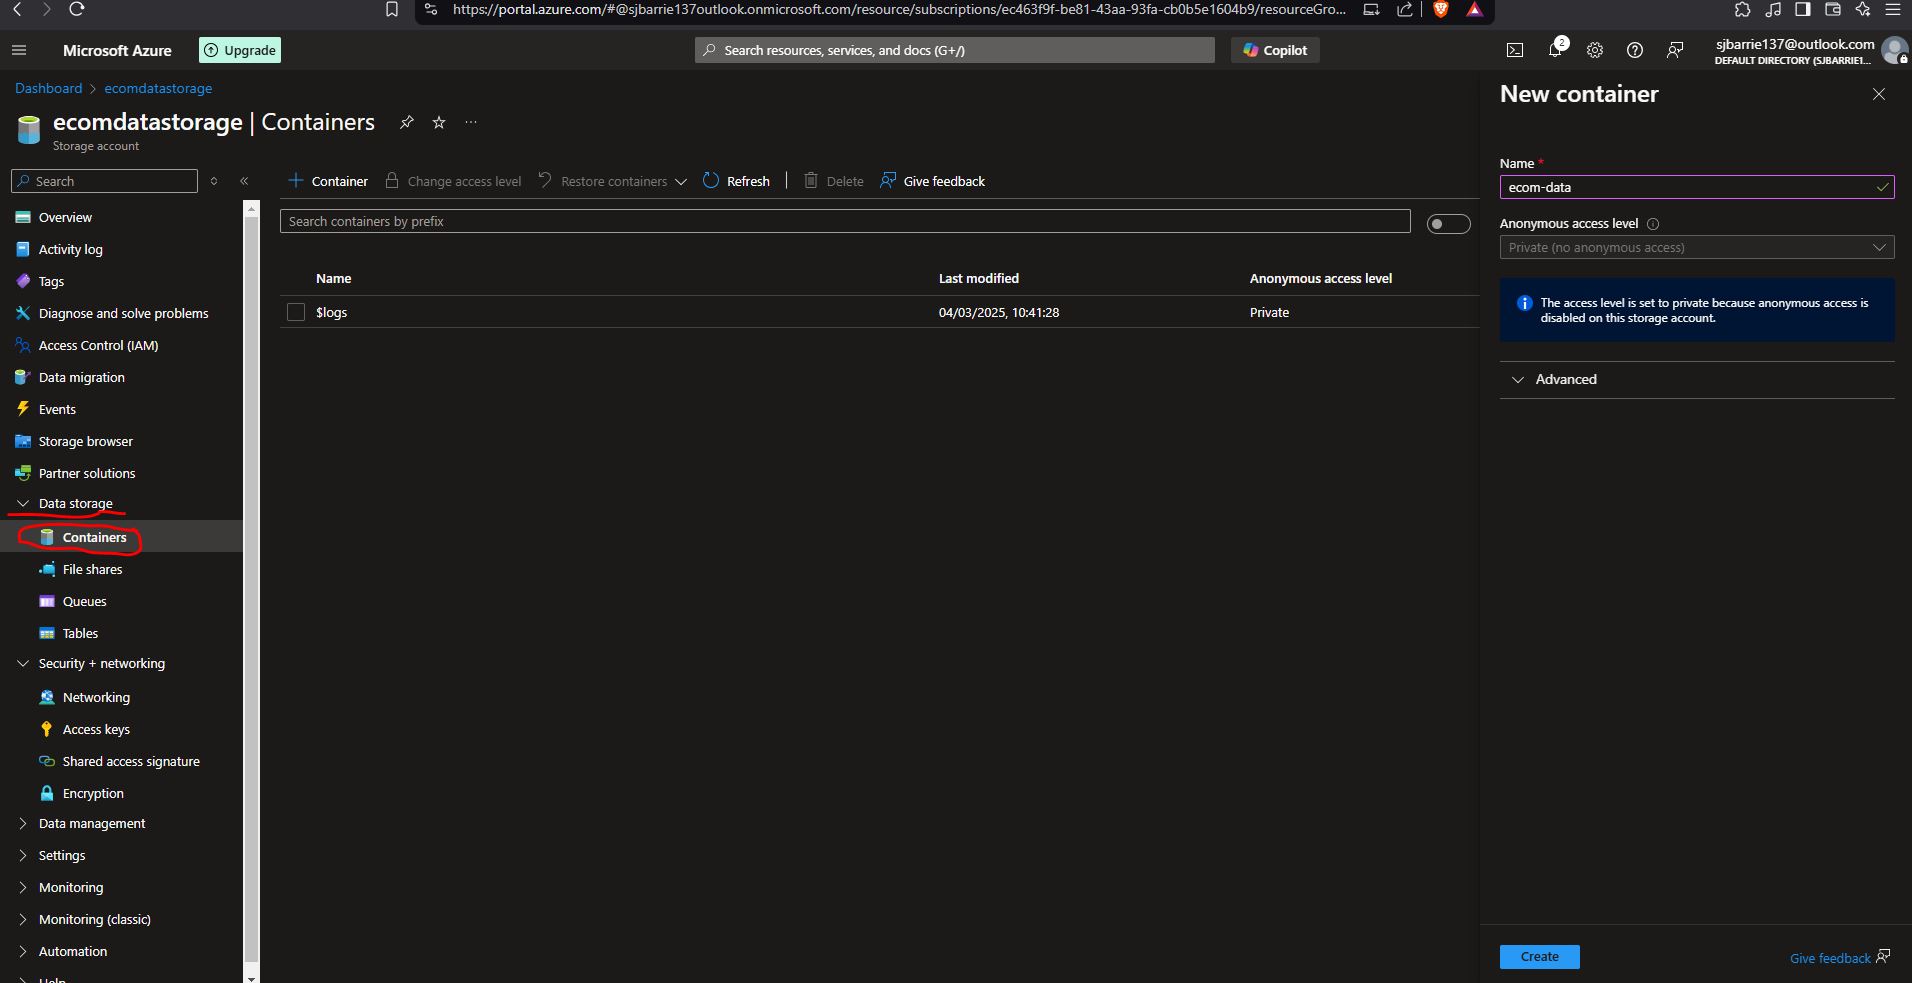 https://portal.azure.com/#@sjbarrie137outlook.onmicrosoft.com/resource/subscriptions/ec463f9f-be81-43aa-93fa-cb0b5e1604b9/resourceGro...
Microsoft Azure
Upgrade
Search resources, services, and docs (G+/)
Copilot
2
sjbarrie137@outlook.com
DEFAULT DIRECTORY (SJBARRIE1...
Dashboard > ecomdatastorage
ecomdatastorage | Containers
...
Storage account
Search
Overview
Activity log
Tags
Diagnose and solve problems
Access Control (IAM)
Data migration
Events
Storage browser
Partner solutions
Data storage
Containers
File shares
Queues
Tables
Security + networking
Networking
Access keys
Shared access signature
Encryption
Data management
Settings
Monitoring
Monitoring (classic)
Automation
Help
Container Change access level Restore containers Refresh Delete Give feedback
Search containers by prefix
Name Last modified Anonymous access level
$logs 04/03/2025, 10:41:28 Private
New container
Name *
ecom-data
Anonymous access level
Private (no anonymous access)
The access level is set to private because anonymous access is
disabled on this storage account.
Advanced
Create
Give feedback